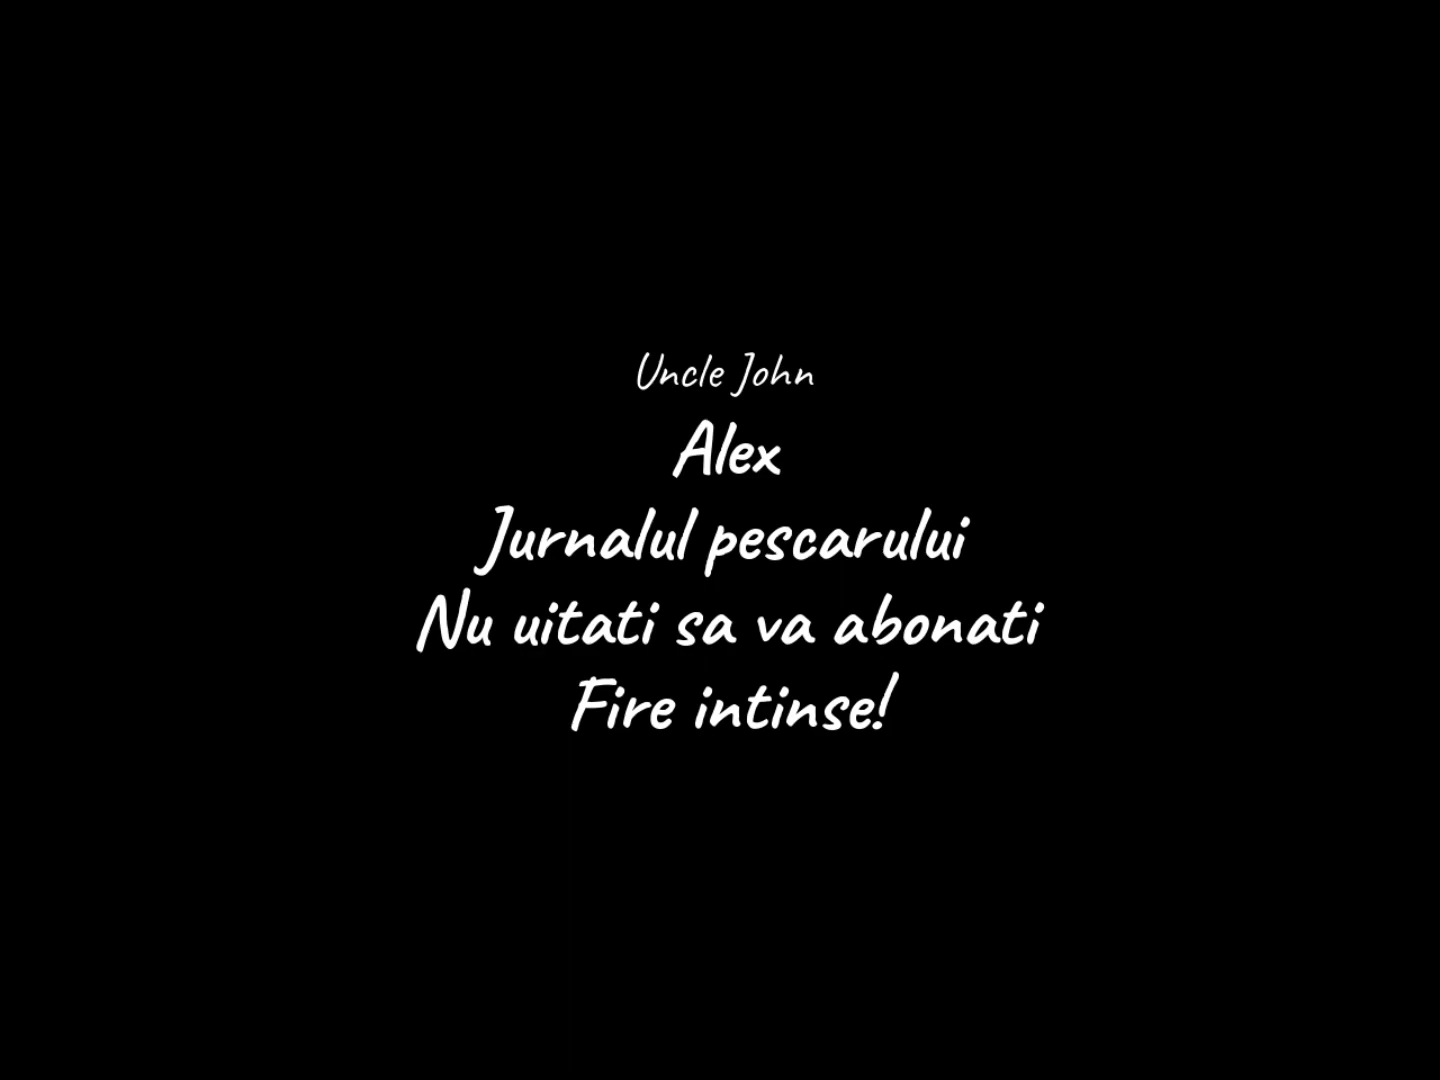 Uncle John
Alex
Jurnalul pescarului
Nu uitati sa va abonati
Fire intinse!